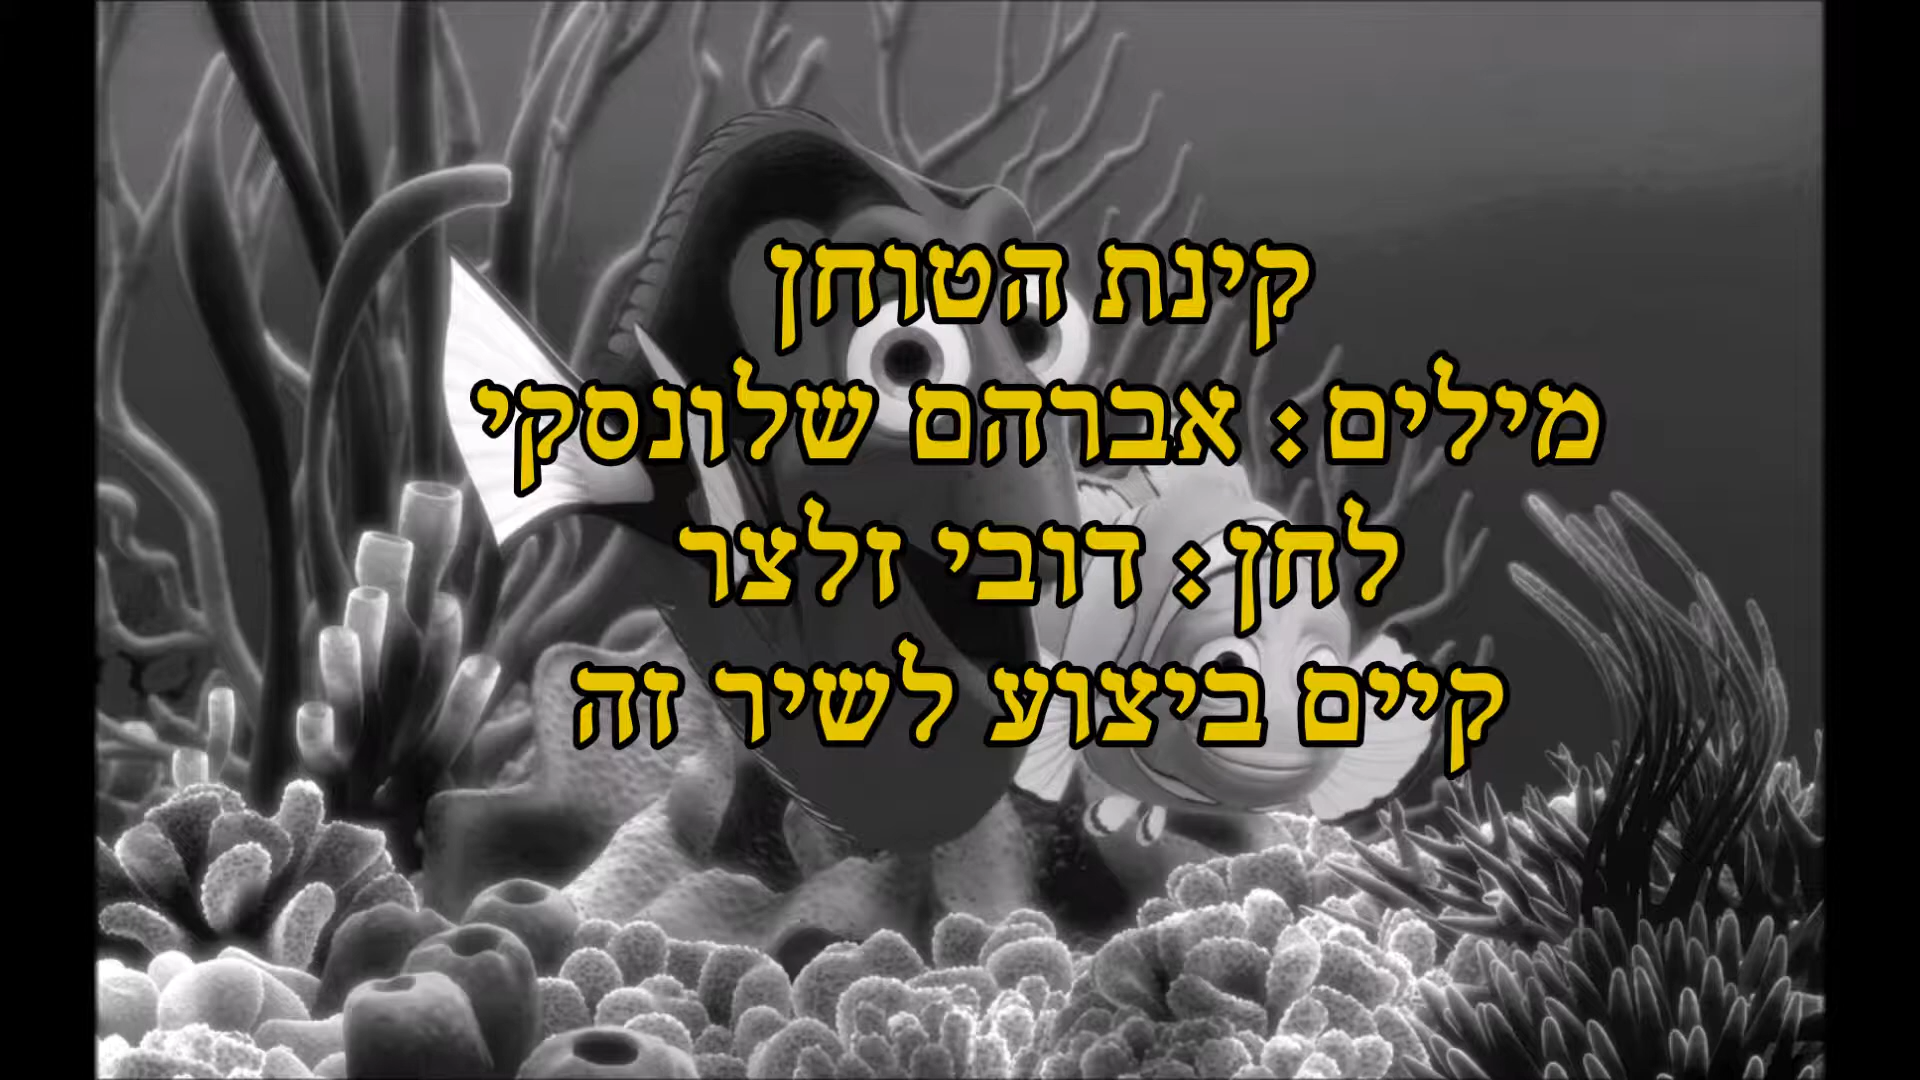 קינת הטוחן
מילים: אברהם שלונסקי
לחן: דובי זלצר
קיים ביצוע לשיר זה